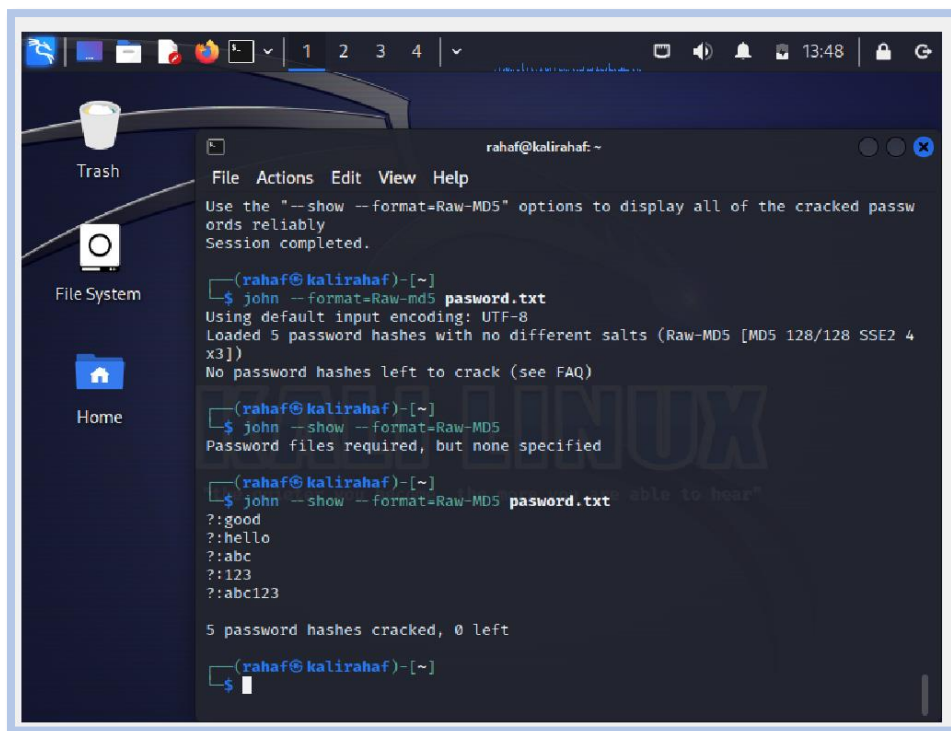 1 2 3 4 13:48
Trash
File System
Home
rahaf@kalirahaf: ~
File Actions Edit View Help
Use the "--show --format=Raw-MD5" options to display all of the cracked passw
ords reliably
Session completed.
┌──(rahaf㉿kalirahaf)-[~]
└─$ john --format=Raw-md5 pasword.txt
Using default input encoding: UTF-8
Loaded 5 password hashes with no different salts (Raw-MD5 [MD5 128/128 SSE2 4
x3])
No password hashes left to crack (see FAQ)
┌──(rahaf㉿kalirahaf)-[~]
└─$ john --show --format=Raw-MD5
Password files required, but none specified
┌──(rahaf㉿kalirahaf)-[~]
└─$ john --show --format=Raw-MD5 pasword.txt
?:good
?:hello
?:abc
?:123
?:abc123
5 password hashes cracked, 0 left
┌──(rahaf㉿kalirahaf)-[~]
└─$
KALI LINUX
able to hear"